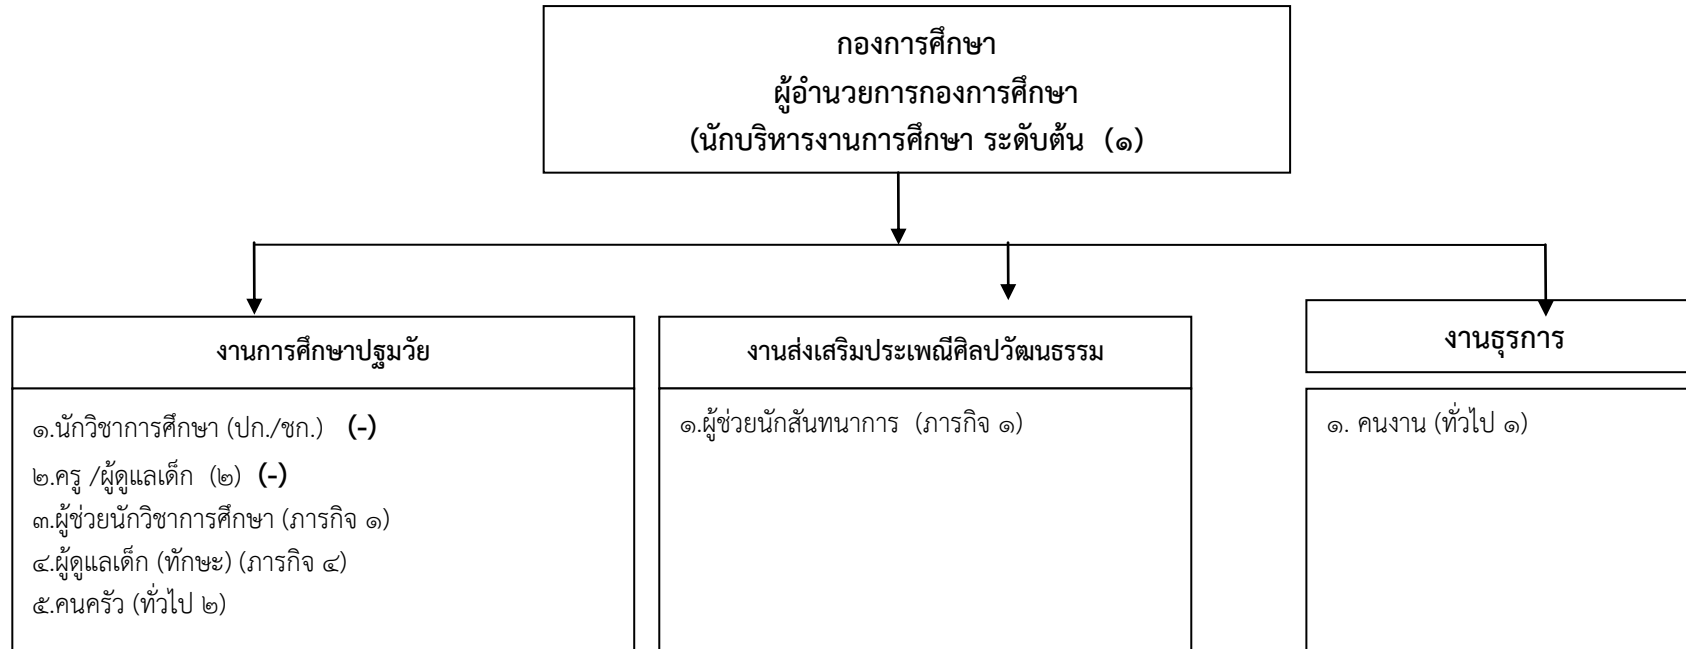 กองการศึกษา
ผู้อำนวยการกองการศึกษา
(นักบริหารงานการศึกษา ระดับต้น (๑)
งานการศึกษาปฐมวัย
๑.นักวิชาการศึกษา (ปก./ชก.) (-)
๒.ครู /ผู้ดูแลเด็ก (๒) (-)
๓.ผู้ช่วยนักวิชาการศึกษา (ภารกิจ ๑)
๔.ผู้ดูแลเด็ก (ทักษะ) (ภารกิจ ๔)
๕.คนครัว (ทั่วไป ๒)
งานส่งเสริมประเพณีศิลปวัฒนธรรม
๑.ผู้ช่วยนักสันทนาการ (ภารกิจ ๑)
งานธุรการ
๑. คนงาน (ทั่วไป ๑)